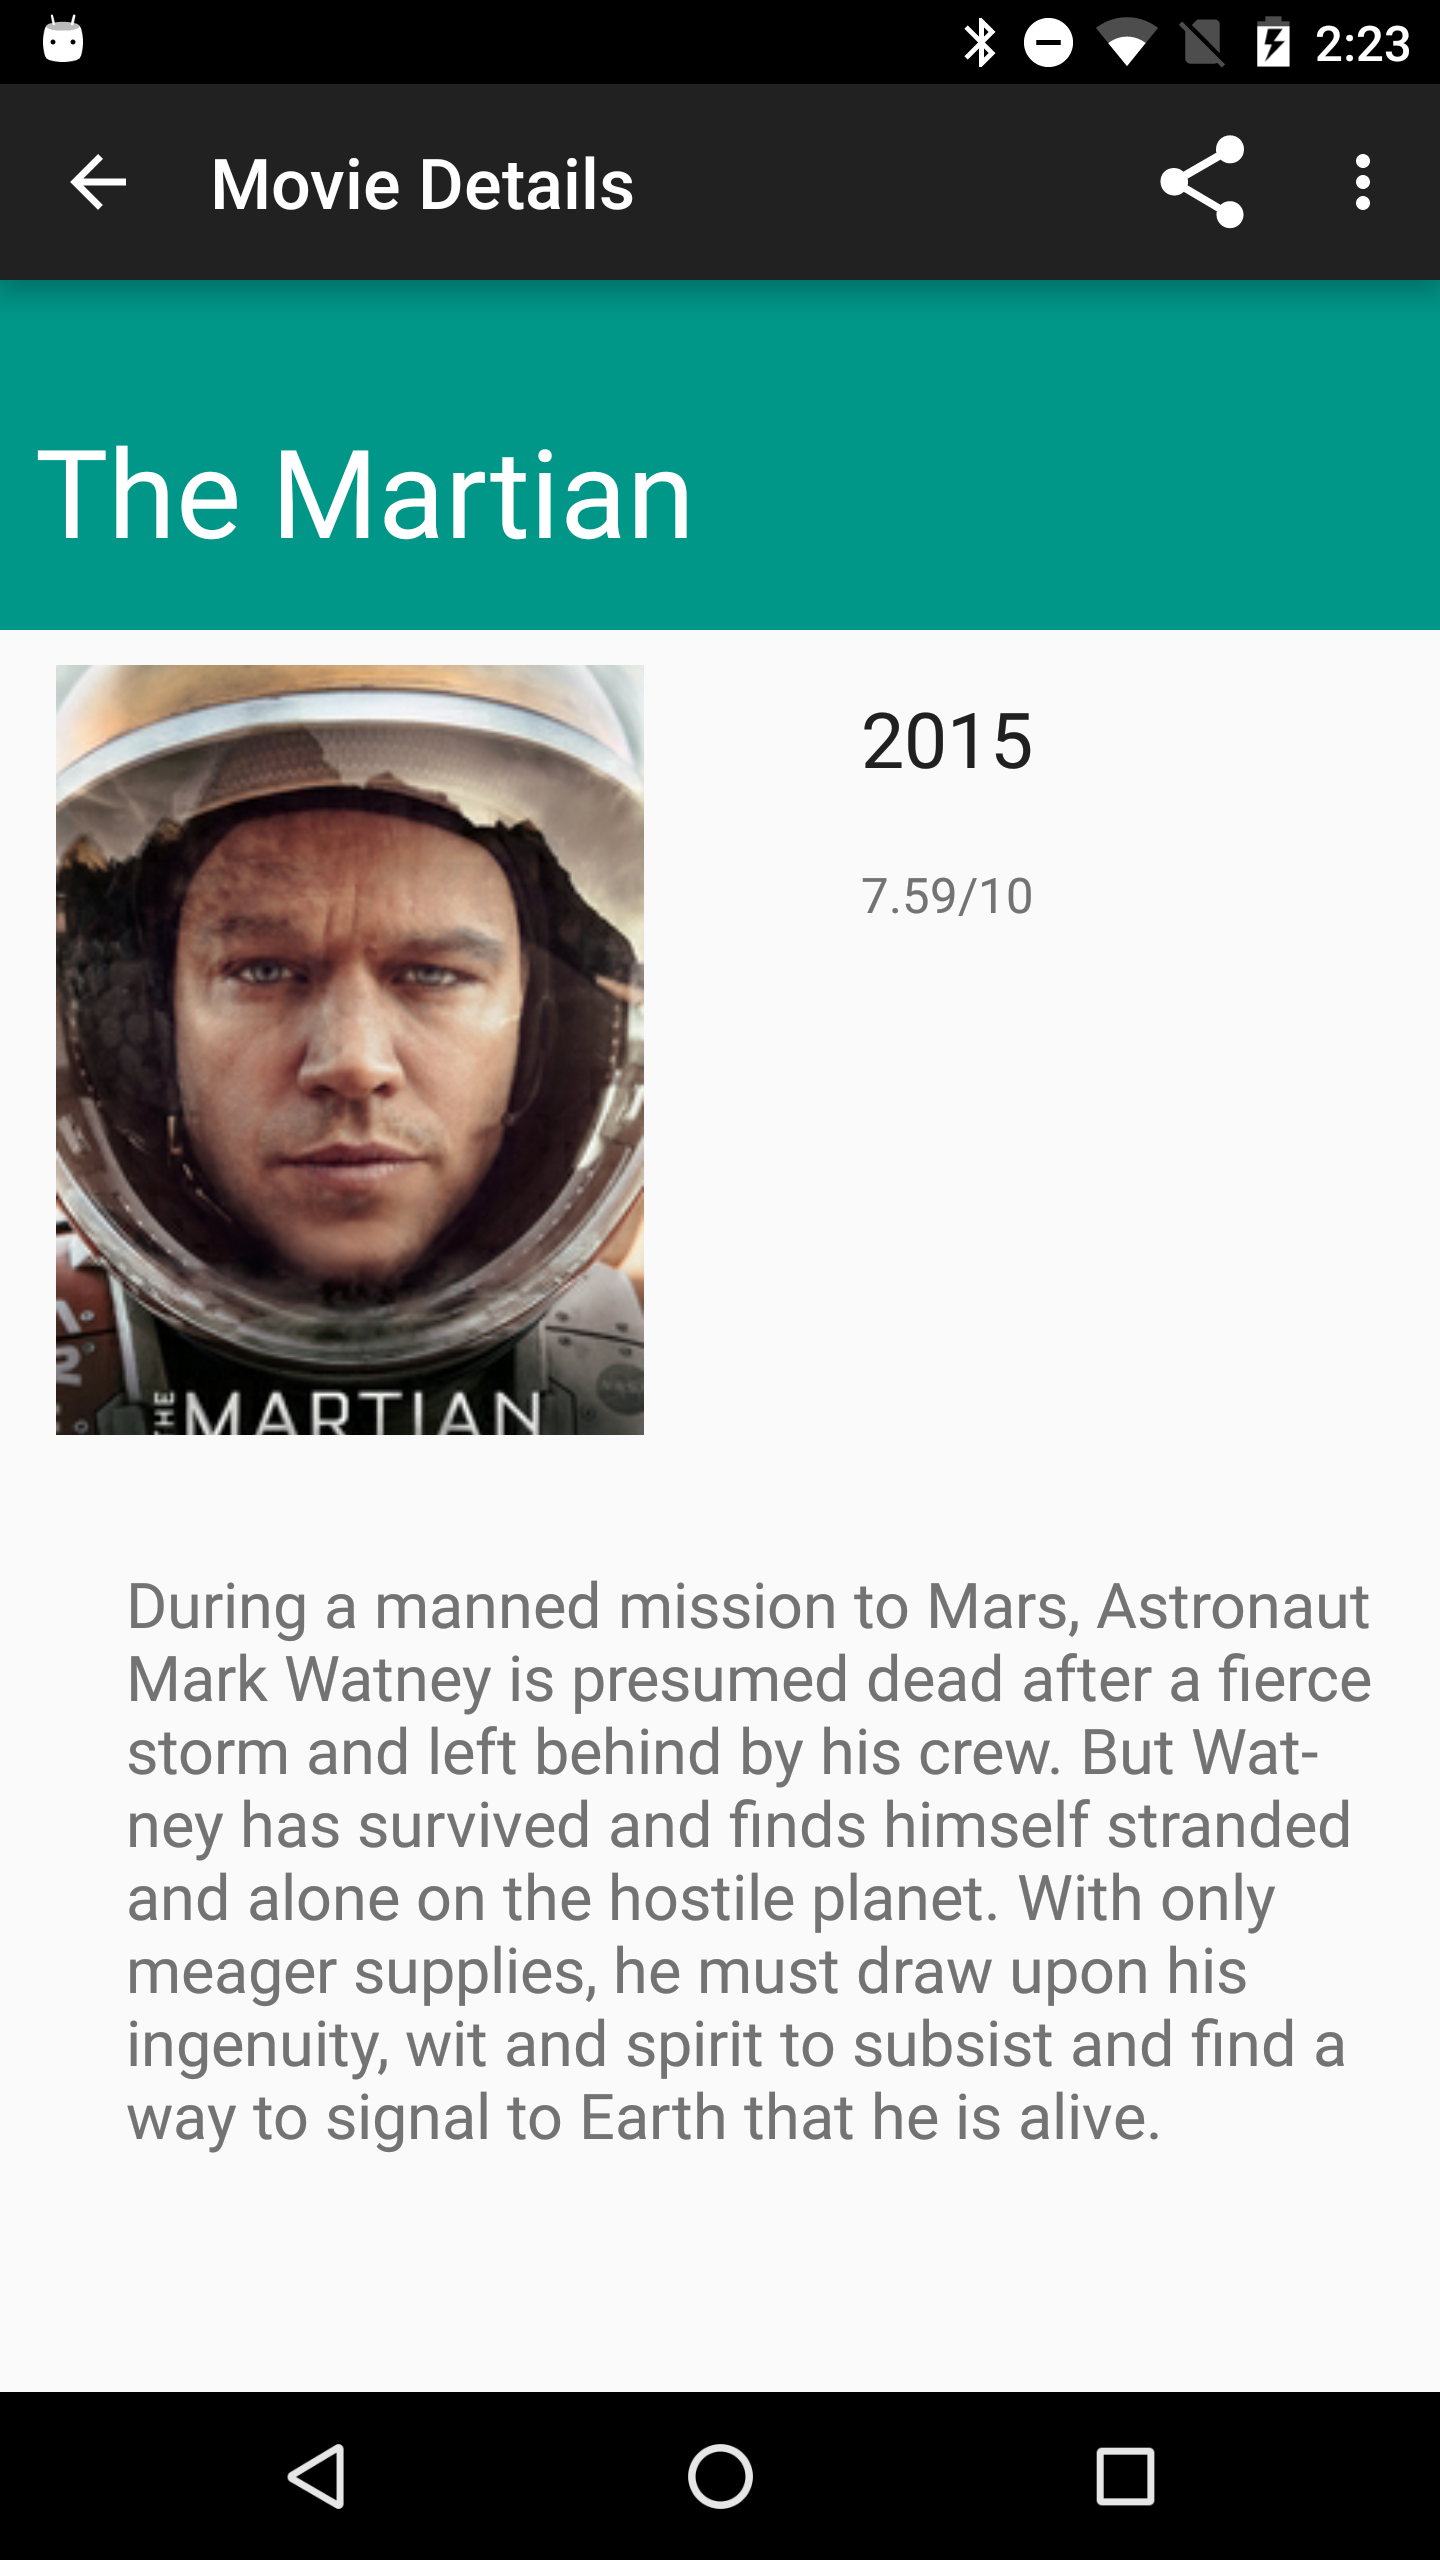 2:23
Movie Details
The Martian
2015
7.59/10
THE MARTIAN
During a manned mission to Mars, Astronaut
Mark Watney is presumed dead after a fierce
storm and left behind by his crew. But Wat-
ney has survived and finds himself stranded
and alone on the hostile planet. With only
meager supplies, he must draw upon his
ingenuity, wit and spirit to subsist and find a
way to signal to Earth that he is alive.